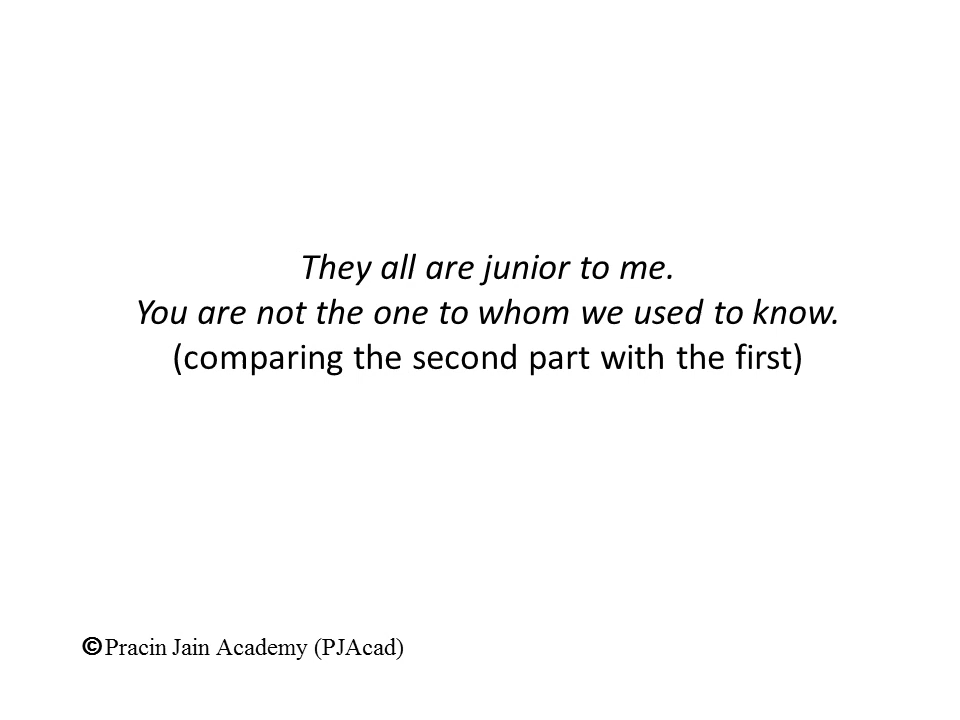 They all are junior to me.
You are not the one to whom we used to know.
(comparing the second part with the first)
©Pracin Jain Academy (PJAcad)